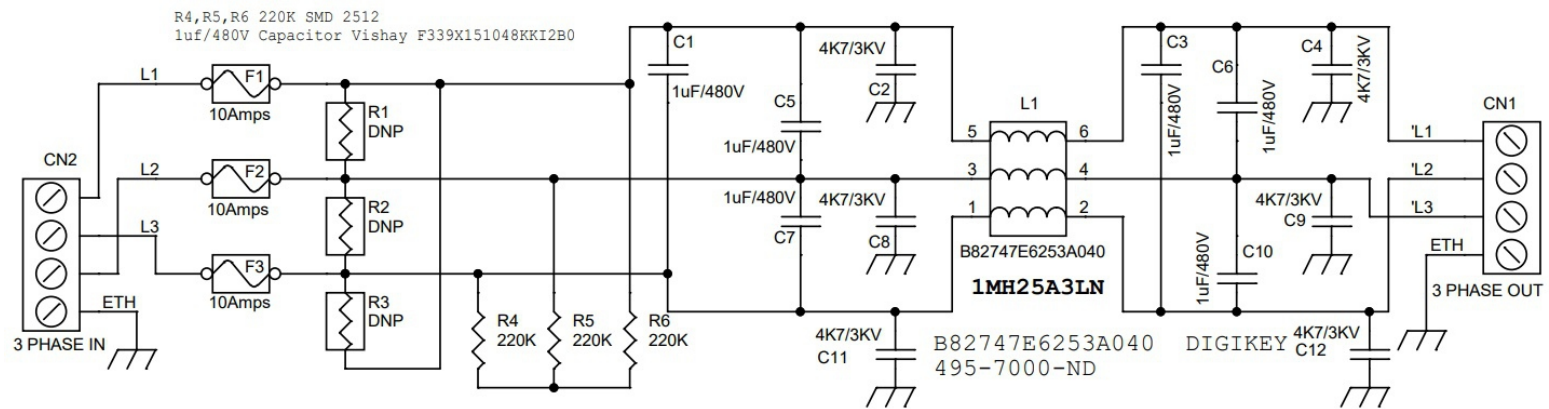 R4,R5,R6 220K SMD 2512
1uf/480V Capacitor Vishay F339X151048KKI2B0
L1
F1
10Amps
R1
DNP
CN2
L2
F2
10Amps
R2
DNP
L3
F3
10Amps
R3
DNP
ETH
3 PHASE IN
R4
220K
R5
220K
R6
220K
C1
1uF/480V
4K7/3KV
C2
C5
1uF/480V
1uF/480V
C7
4K7/3KV
C8
4K7/3KV
C11
L1
5
6
3
4
1
2
B82747E6253A040
1MH25A3LN
B82747E6253A040 DIGIKEY
495-7000-ND
C3
1uF/480V
C6
1uF/480V
C4
4K7/3KV
4K7/3KV
C9
1uF/480V
C10
4K7/3KV
C12
CN1
'L1
'L2
'L3
ETH
3 PHASE OUT